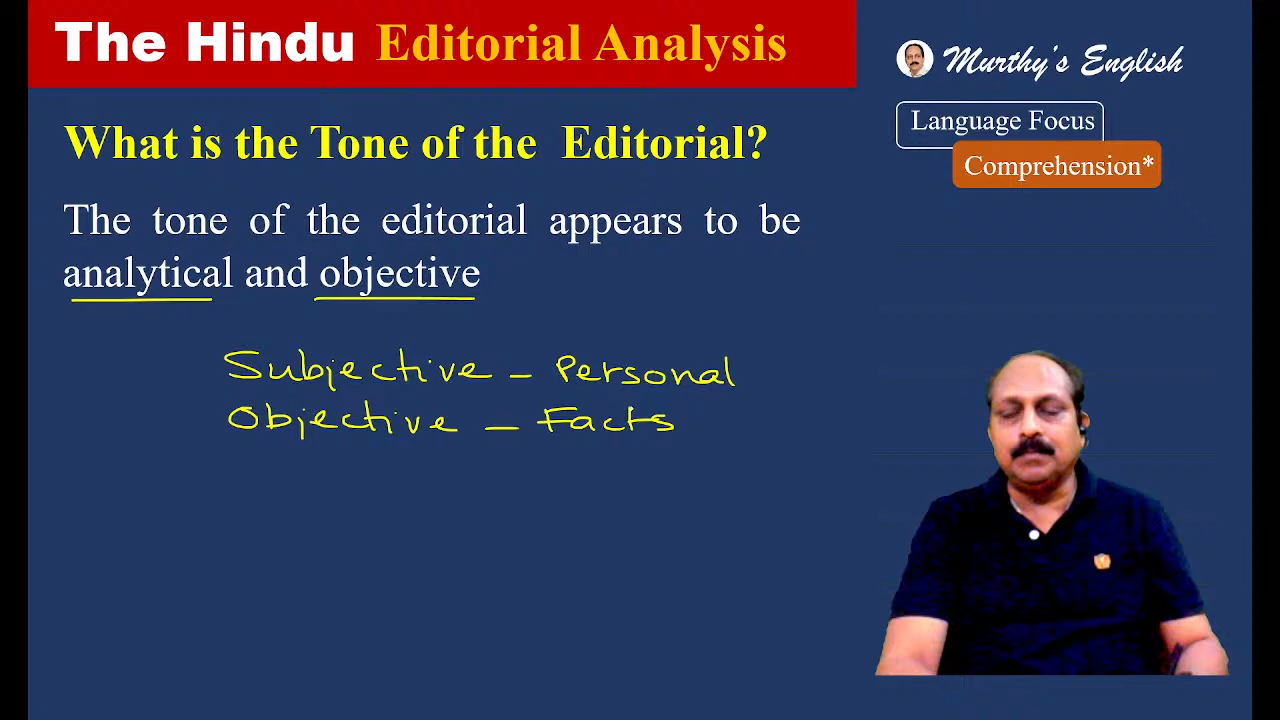 The Hindu Editorial Analysis
Murthy's English
Language Focus
Comprehension*
What is the Tone of the Editorial?
The tone of the editorial appears to be
analytical and objective
Subjective – Personal
Objective – Facts